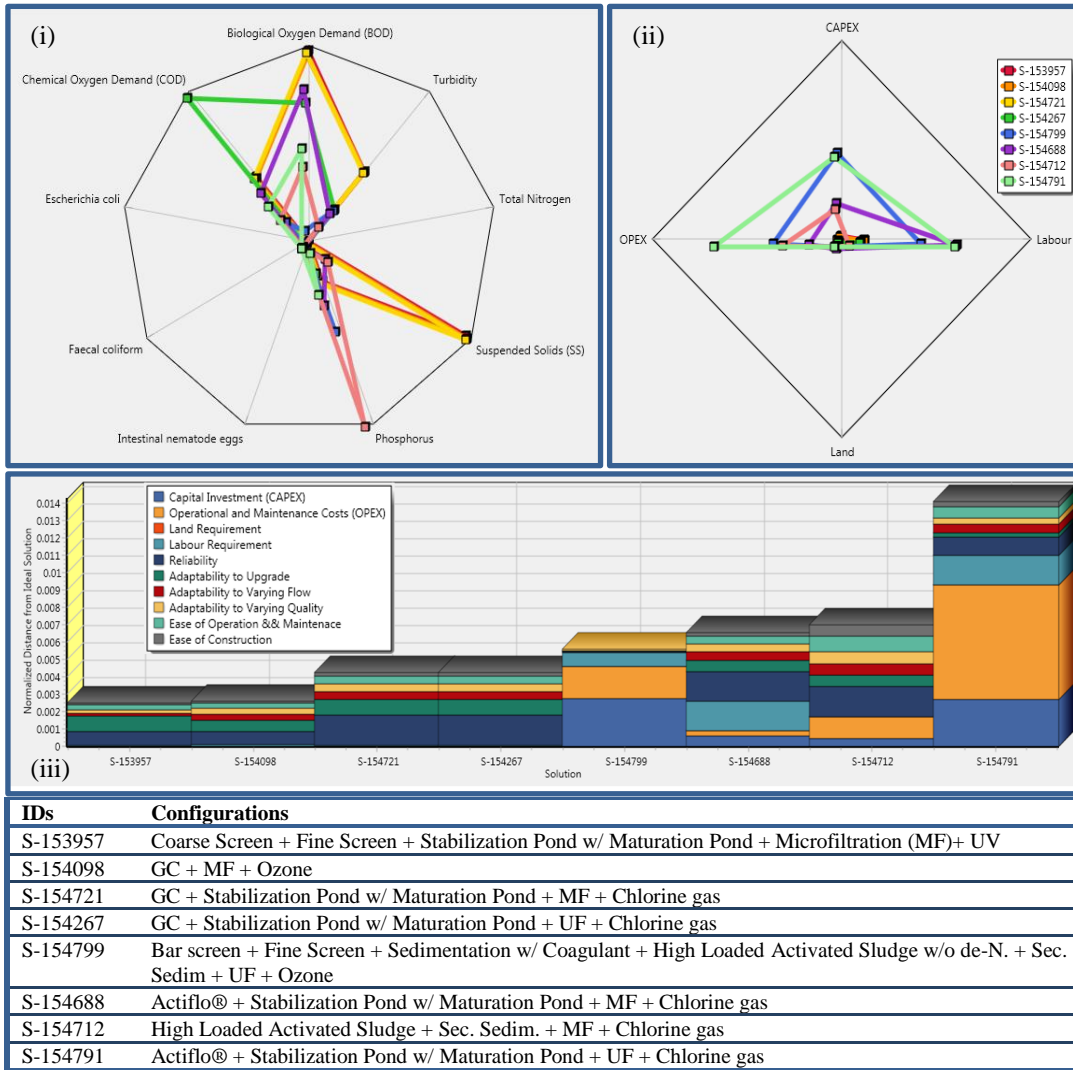 (i)
Biological Oxygen Demand (BOD)
Chemical Oxygen Demand (COD)
Turbidity
Escherichia coli
Total Nitrogen
Faecal coliform
Suspended Solids (SS)
Intestinal nematode eggs
Phosphorus
(ii)
CAPEX
S-153957
S-154098
S-154721
S-154267
S-154799
S-154688
S-154712
S-154791
OPEX
Labour
Land
Normalized Distance from Ideal Solution
0.014
0.013
0.012
0.011
0.01
0.009
0.008
0.007
0.006
0.005
0.004
0.003
0.002
0.001
0
Capital Investment (CAPEX)
Operational and Maintenance Costs (OPEX)
Land Requirement
Labour Requirement
Reliability
Adaptability to Upgrade
Adaptability to Varying Flow
Adaptability to Varying Quality
Ease of Operation && Maintenace
Ease of Construction
S-153957 S-154098 S-154721 S-154267 S-154799 S-154688 S-154712 S-154791
(iii)
Solution
IDs Configurations
S-153957 Coarse Screen + Fine Screen + Stabilization Pond w/ Maturation Pond + Microfiltration (MF)+ UV
S-154098 GC + MF + Ozone
S-154721 GC + Stabilization Pond w/ Maturation Pond + MF + Chlorine gas
S-154267 GC + Stabilization Pond w/ Maturation Pond + UF + Chlorine gas
S-154799 Bar screen + Fine Screen + Sedimentation w/ Coagulant + High Loaded Activated Sludge w/o de-N. + Sec.
Sedim + UF + Ozone
S-154688 Actiflo® + Stabilization Pond w/ Maturation Pond + MF + Chlorine gas
S-154712 High Loaded Activated Sludge + Sec. Sedim. + MF + Chlorine gas
S-154791 Actiflo® + Stabilization Pond w/ Maturation Pond + UF + Chlorine gas